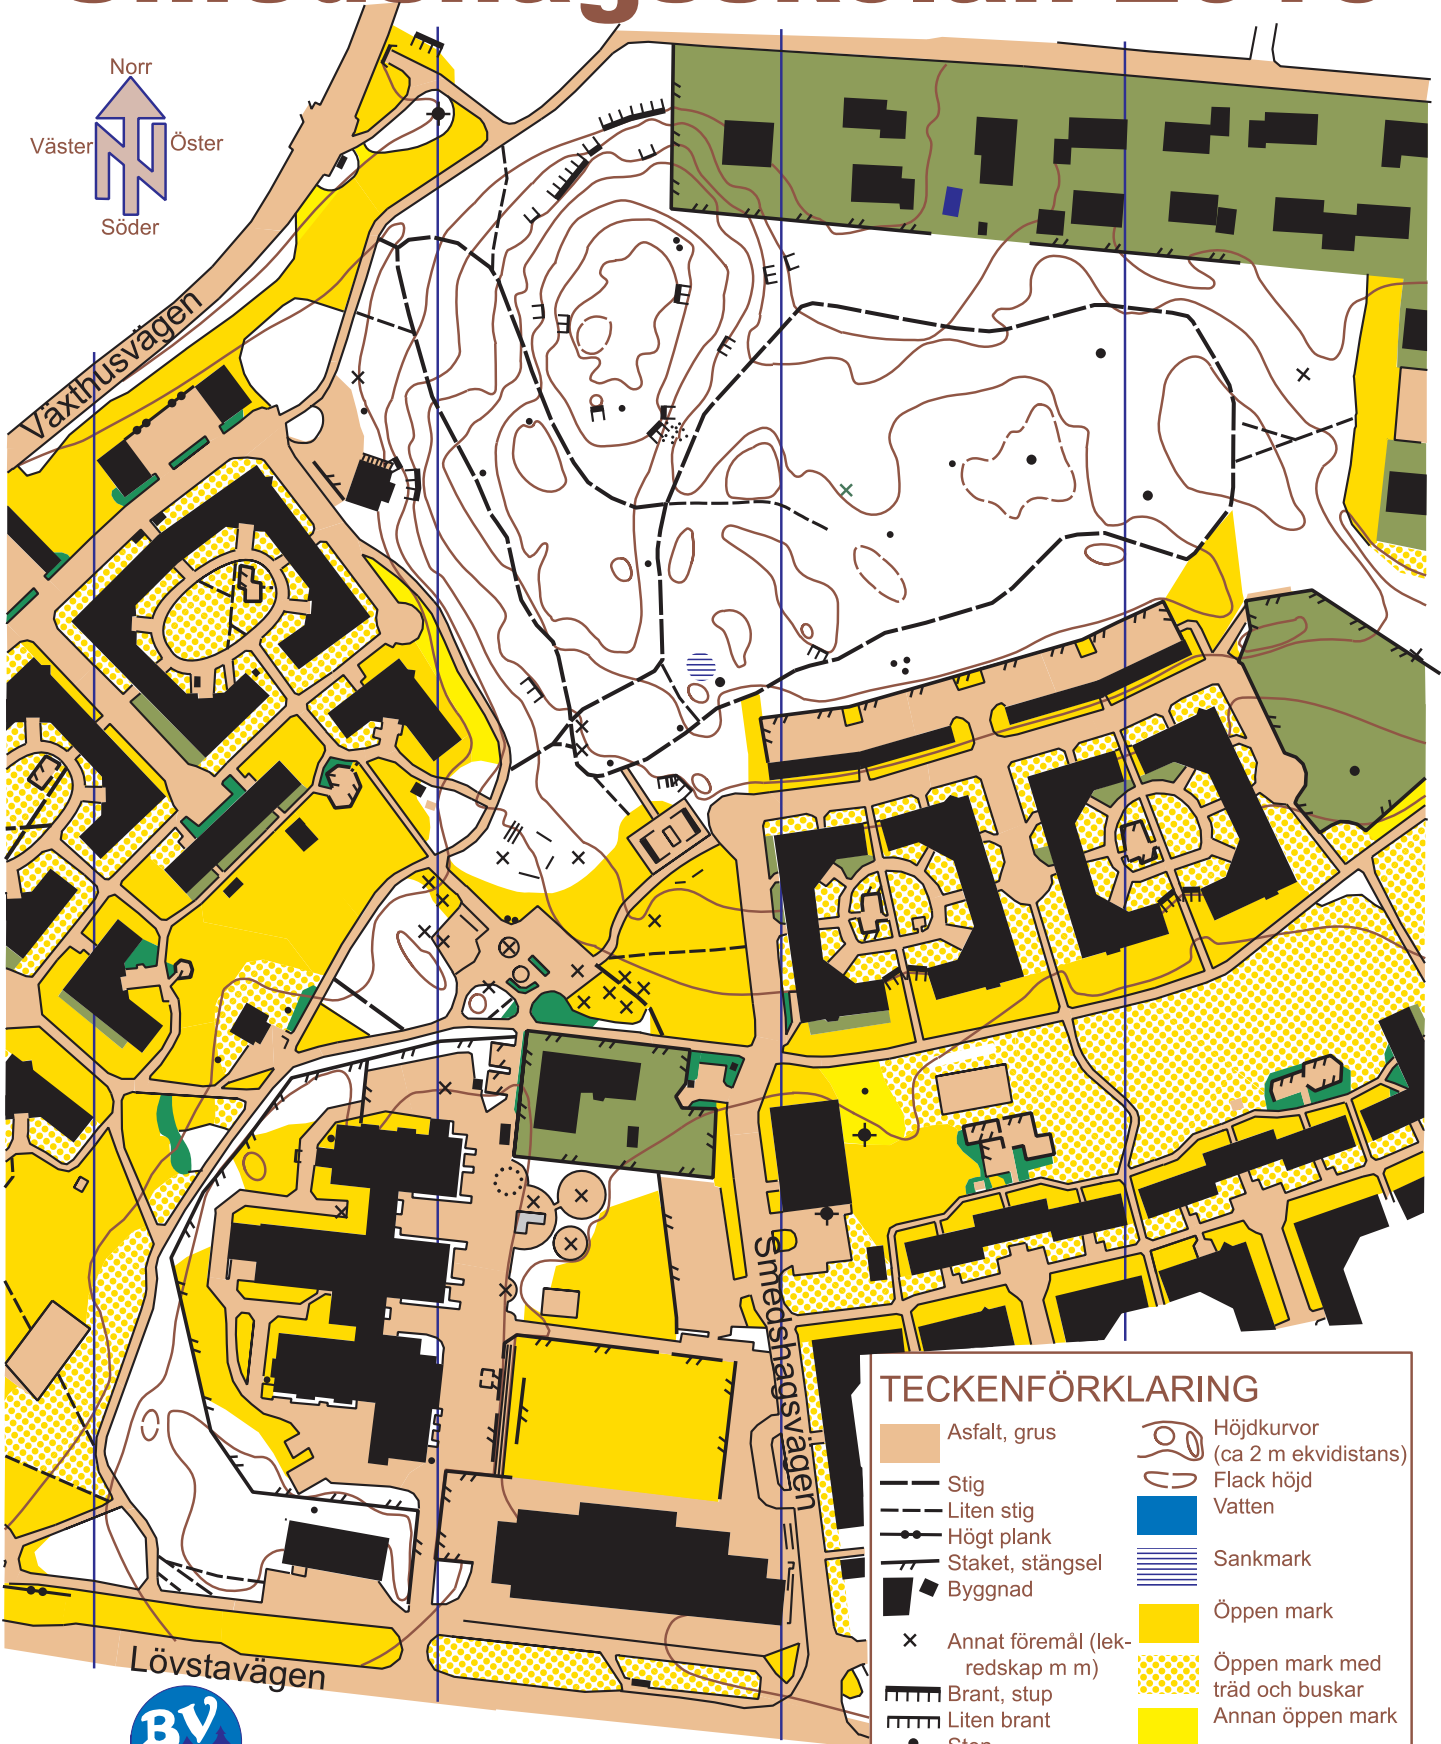 Norr
Väster
Öster
Söder
Växthusvägen
Smedshagsvägen
Lövstavägen
BV
TECKENFÖRKLARING
Asfalt, grus
Stig
Liten stig
Högt plank
Staket, stängsel
Byggnad
Annat föremål (lek-
redskap m m)
Brant, stup
Liten brant
Höjdkurvor
(ca 2 m ekvidistans)
Flack höjd
Vatten
Sankmark
Öppen mark
Öppen mark med
träd och buskar
Annan öppen mark